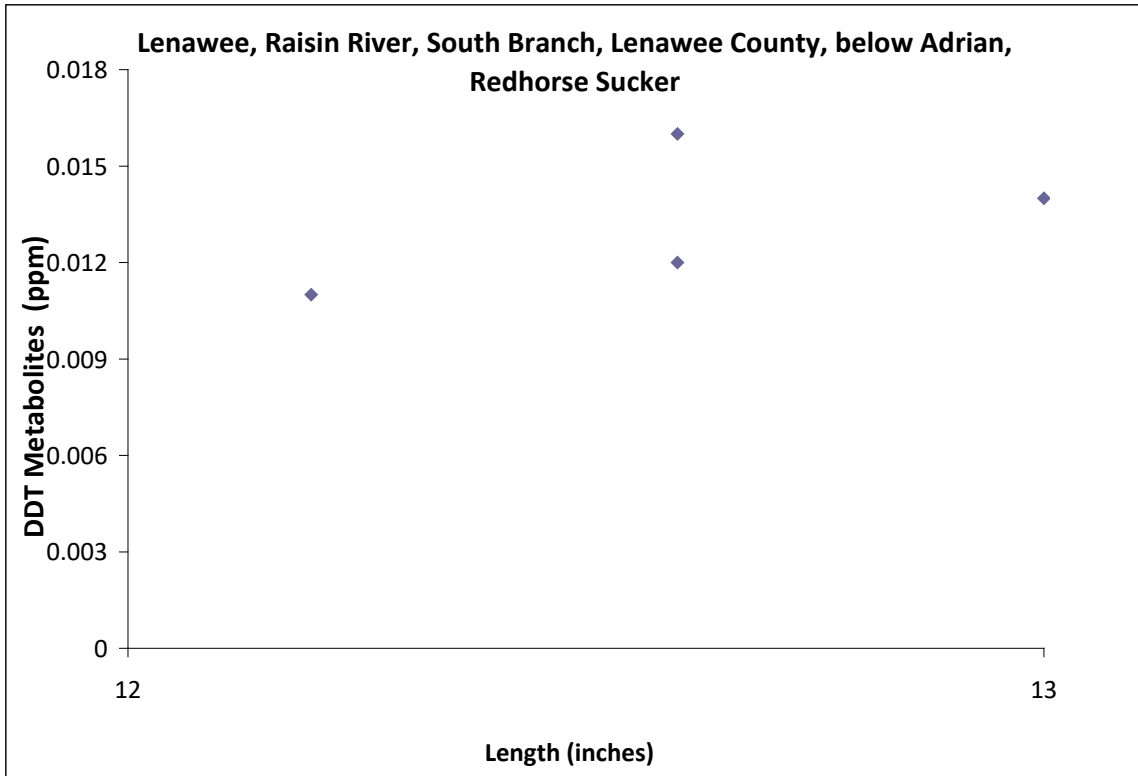 Lenawee, Raisin River, South Branch, Lenawee County, below Adrian,
Redhorse Sucker
DDT Metabolites (ppm)
0.018
0.015
0.012
0.009
0.006
0.003
0
12
13
Length (inches)